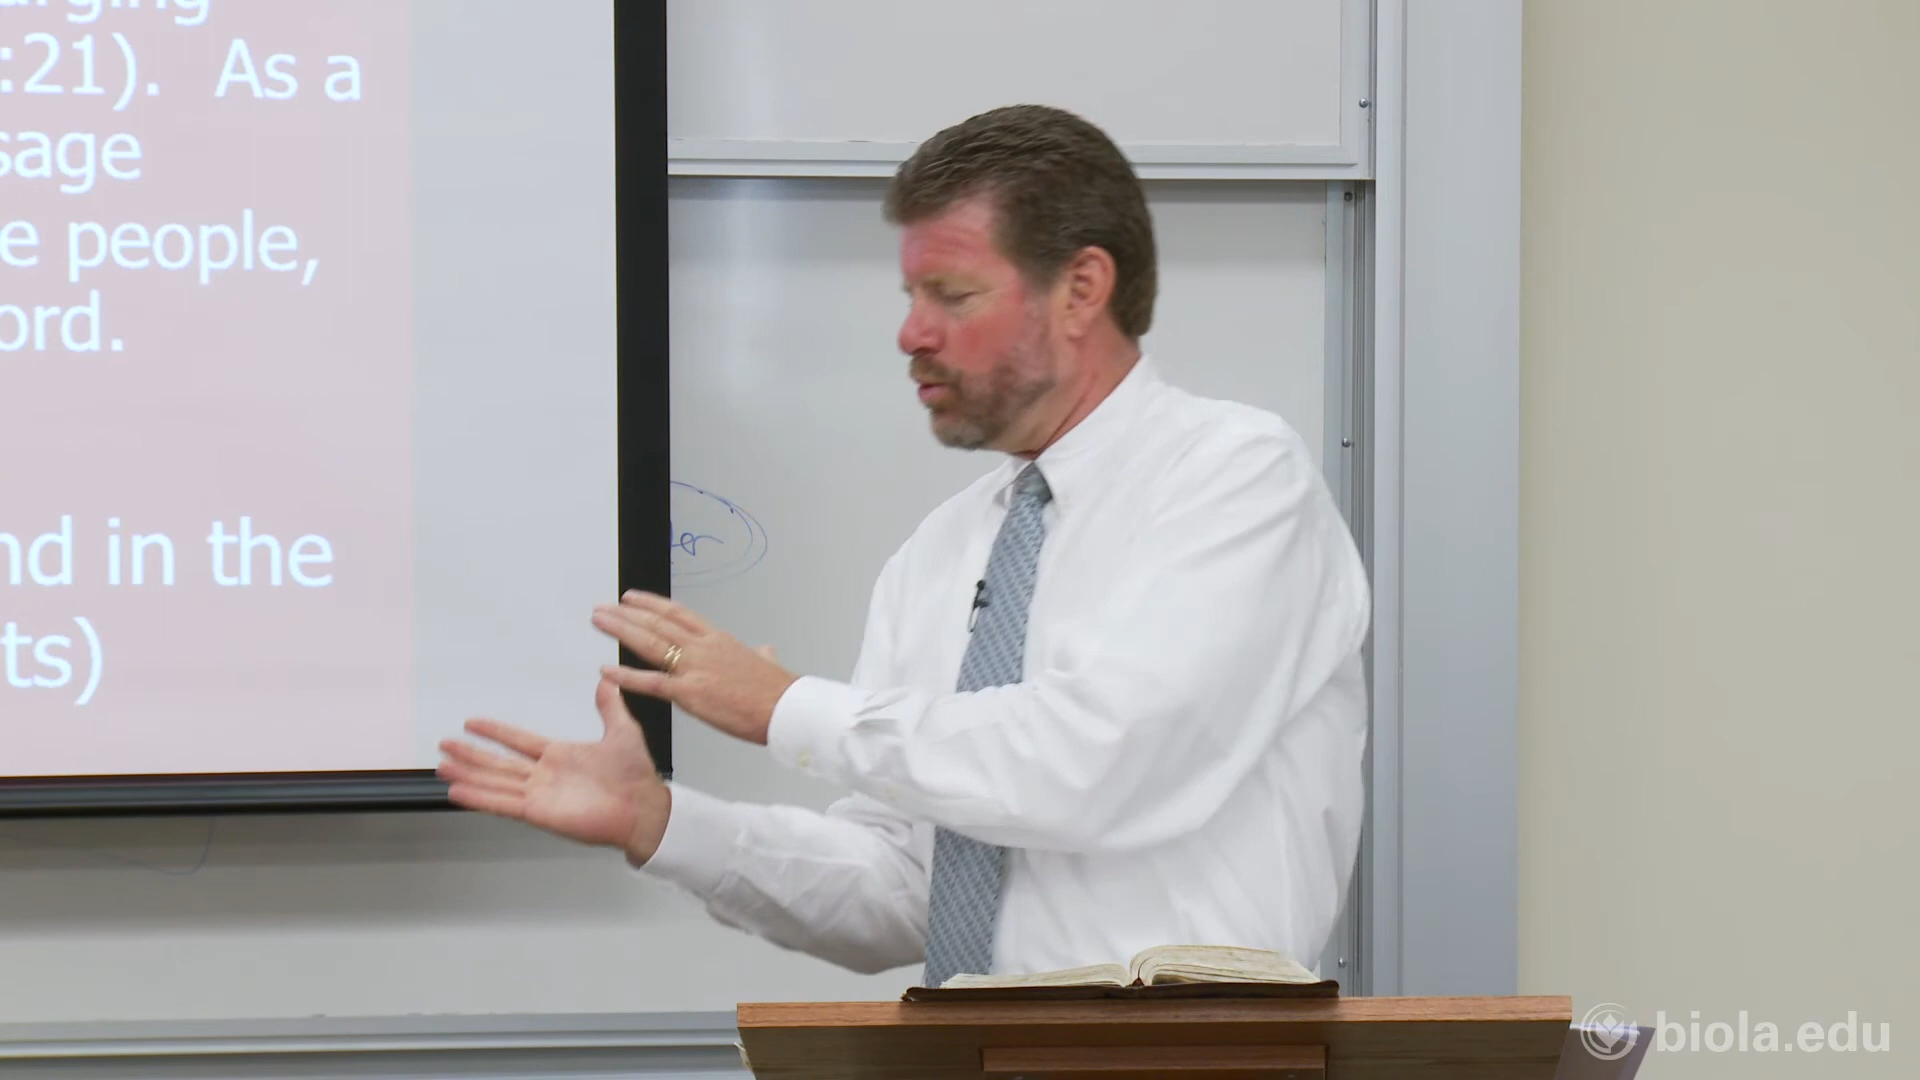 :21). As a
sage
e people,
ord.
nd in the
ts)
biola.edu